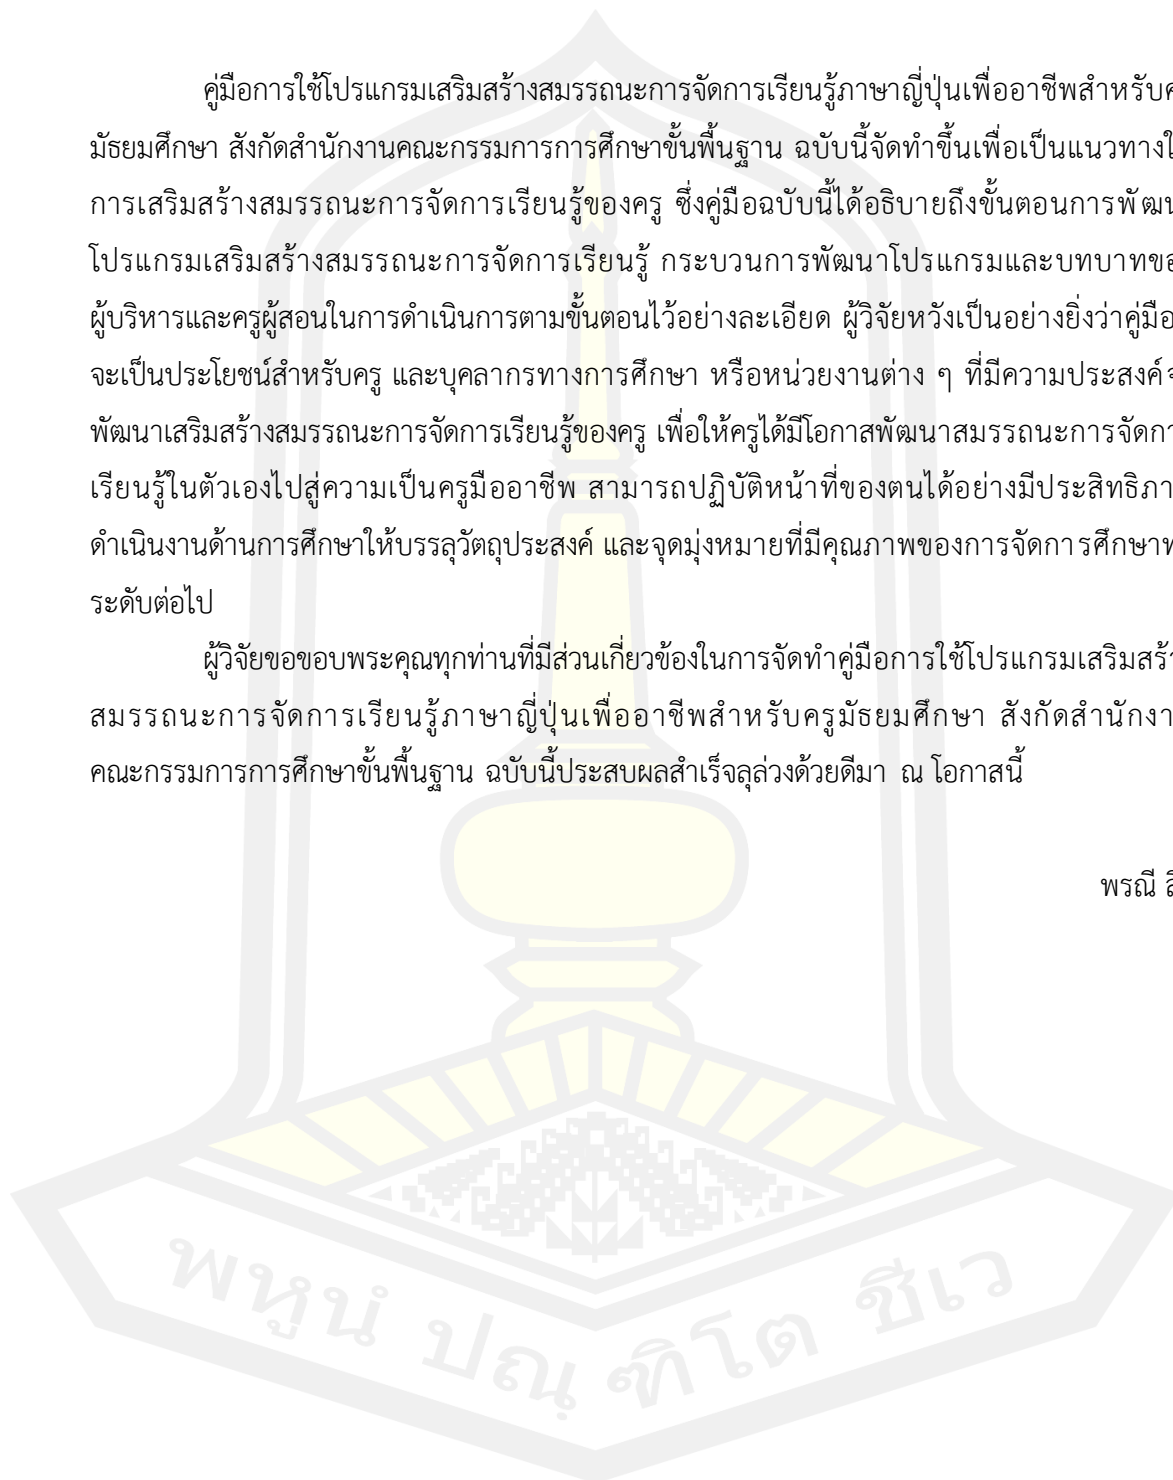 คู่มือการใช้โปรแกรมเสริมสร้างสมรรถนะการจัดการเรียนรู้ภาษาญี่ปุ่นเพื่ออาชีพสำหรับ
มัธยมศึกษา สังกัดสำนักงานคณะกรรมการการศึกษาขั้นพื้นฐาน ฉบับนี้จัดทำขึ้นเพื่อเป็นแนวทาง
การเสริมสร้างสมรรถนะการจัดการเรียนรู้ของครู ซึ่งคู่มือฉบับนี้ได้อธิบายถึงขั้นตอนการ
โปรแกรมเสริมสร้างสมรรถนะการจัดการเรียนรู้ กระบวนการพัฒนาโปรแกรมและบทบาท
ผู้บริหารและครูผู้สอนในการดำเนินการตามขั้นตอนไว้อย่างละเอียด ผู้วิจัยหวังเป็นอย่างยิ่งว่าคู่มือ
จะเป็นประโยชน์สำหรับครู และบุคลากรทางการศึกษา หรือหน่วยงานต่าง ๆ ที่มีความประสงค์
พัฒนาเสริมสร้างสมรรถนะการจัดการเรียนรู้ของครู เพื่อให้ครูได้มีโอกาสพัฒนาสมรรถนะการจัดกา
เรียนรู้ในตัวเองไปสู่ความเป็นครูมืออาชีพ สามารถปฏิบัติหน้าที่ของตนได้อย่างมีประสิทธิภา
ดำเนินงานด้านการศึกษาให้บรรลุวัตถุประสงค์ และจุดมุ่งหมายที่มีคุณภาพของการจัดการศึกษา
ระดับต่อไป
ผู้วิจัยขอขอบพระคุณทุกท่านที่มีส่วนเกี่ยวข้องในการจัดทำคู่มือการใช้โปรแกรมเสริมสร้า
สมรรถนะการจัดการเรียนรู้ภาษาญี่ปุ่นเพื่ออาชีพสำหรับครูมัธยมศึกษา สังกัดสำนักงา
คณะกรรมการการศึกษาขั้นพื้นฐาน ฉบับนี้ประสบผลสำเร็จลุล่วงด้วยดีมา ณ โอกาสนี้
พรณี
พหูนํ ปณฺฑิโต ชีเว